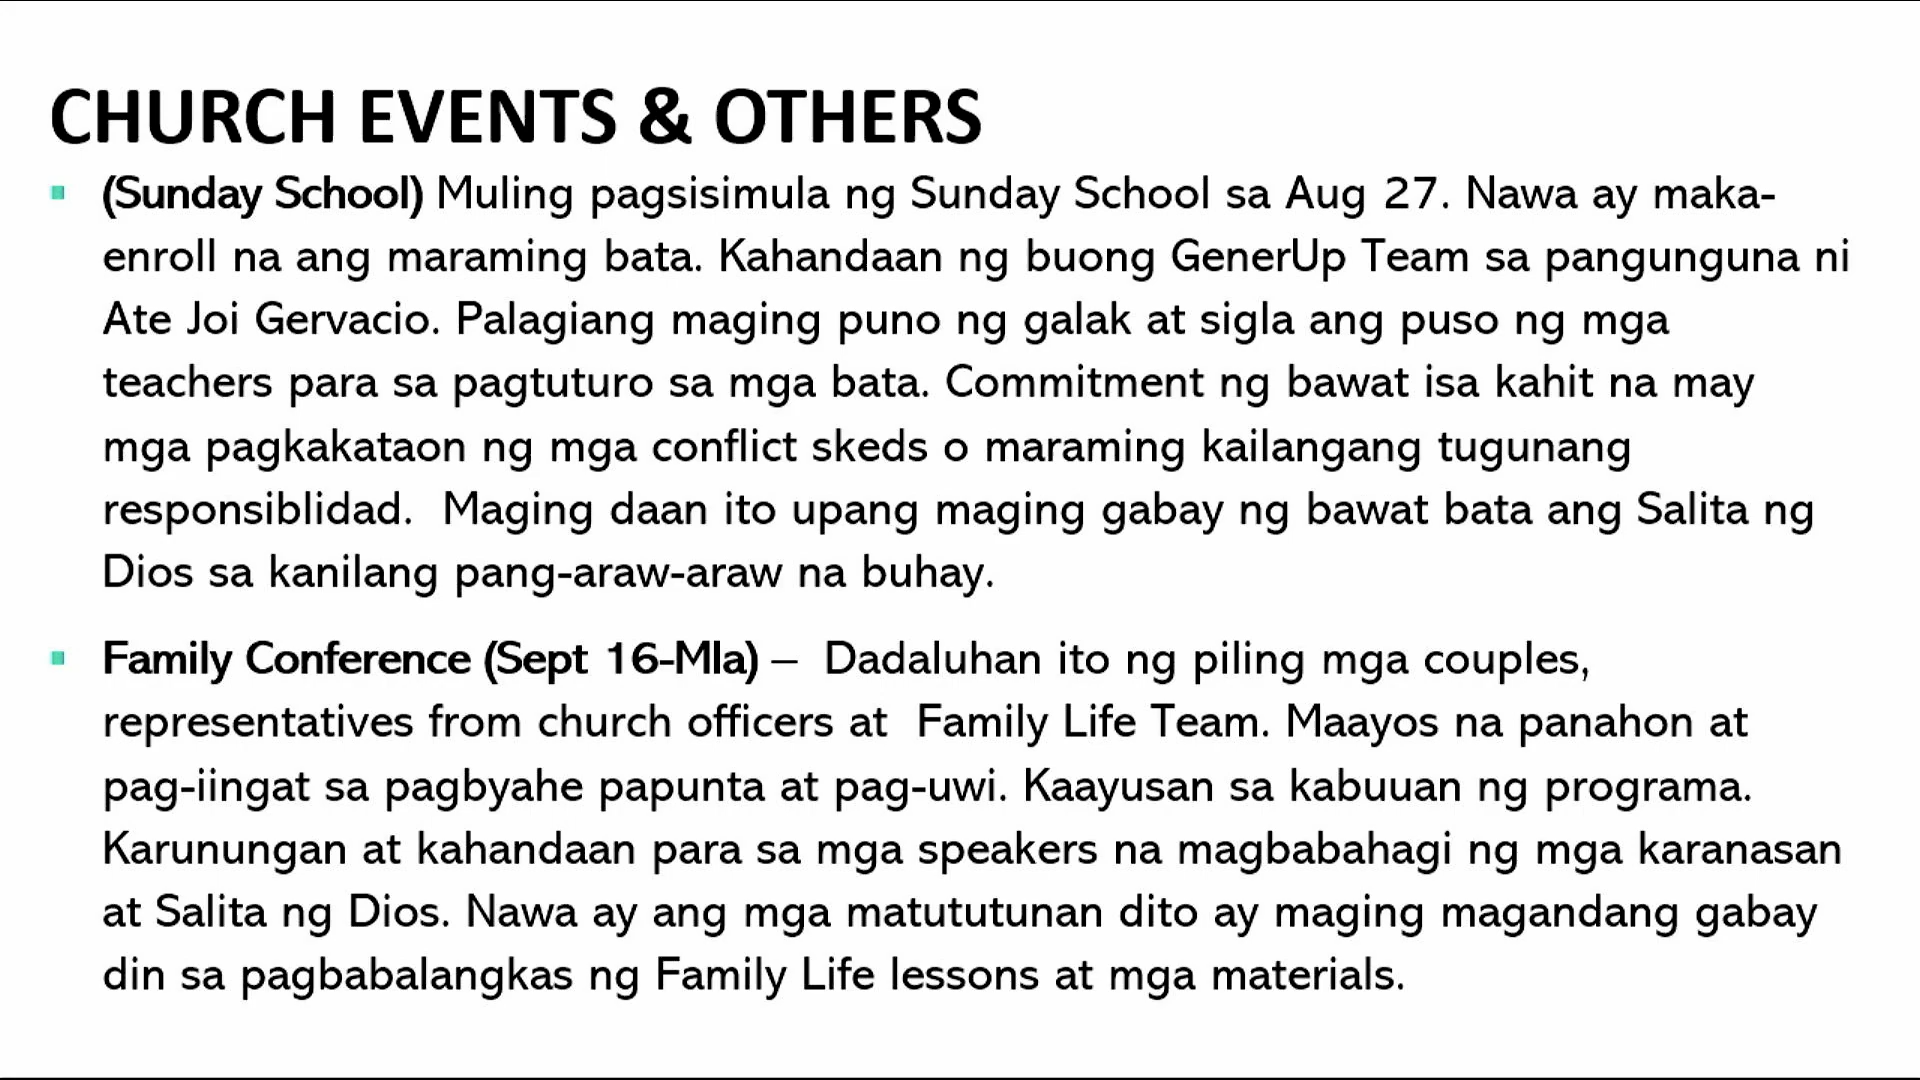 CHURCH EVENTS & OTHERS
▪ (Sunday School) Muling pagsisimula ng Sunday School sa Aug 27. Nawa ay maka-
enroll na ang maraming bata. Kahandaan ng buong GenerUp Team sa pangunguna ni
Ate Joi Gervacio. Palagiang maging puno ng galak at sigla ang puso ng mga
teachers para sa pagtuturo sa mga bata. Commitment ng bawat isa kahit na may
mga pagkakataon ng mga conflict skeds o maraming kailangang tugunang
responsiblidad.  Maging daan ito upang maging gabay ng bawat bata ang Salita ng
Dios sa kanilang pang-araw-araw na buhay.
▪ Family Conference (Sept 16-Mla) –  Dadaluhan ito ng piling mga couples,
representatives from church officers at  Family Life Team. Maayos na panahon at
pag-iingat sa pagbyahe papunta at pag-uwi. Kaayusan sa kabuuan ng programa.
Karunungan at kahandaan para sa mga speakers na magbabahagi ng mga karanasan
at Salita ng Dios. Nawa ay ang mga matututunan dito ay maging magandang gabay
din sa pagbabalangkas ng Family Life lessons at mga materials.